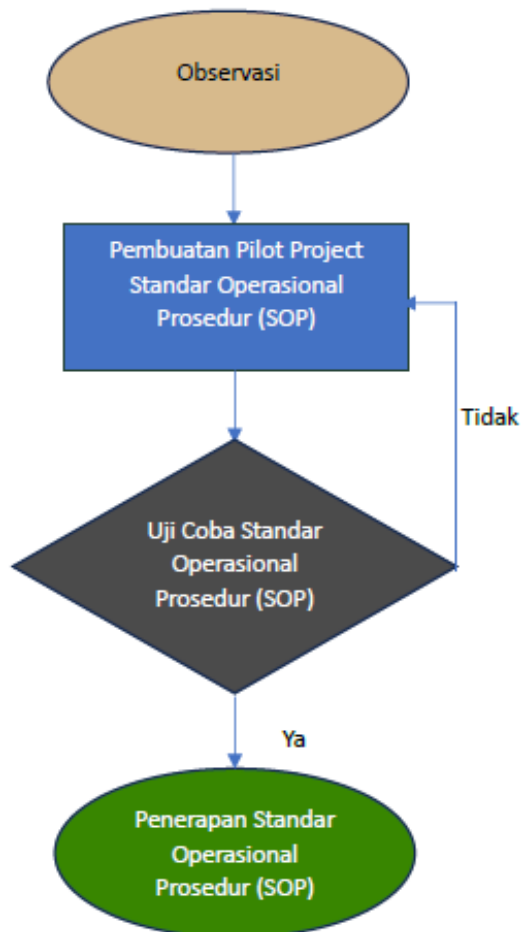 Observasi
Pembuatan Pilot Project
Standar Operasional
Prosedur (SOP)
Tidak
Uji Coba Standar
Operasional
Prosedur (SOP)
Ya
Penerapan Standar
Operasional
Prosedur (SOP)